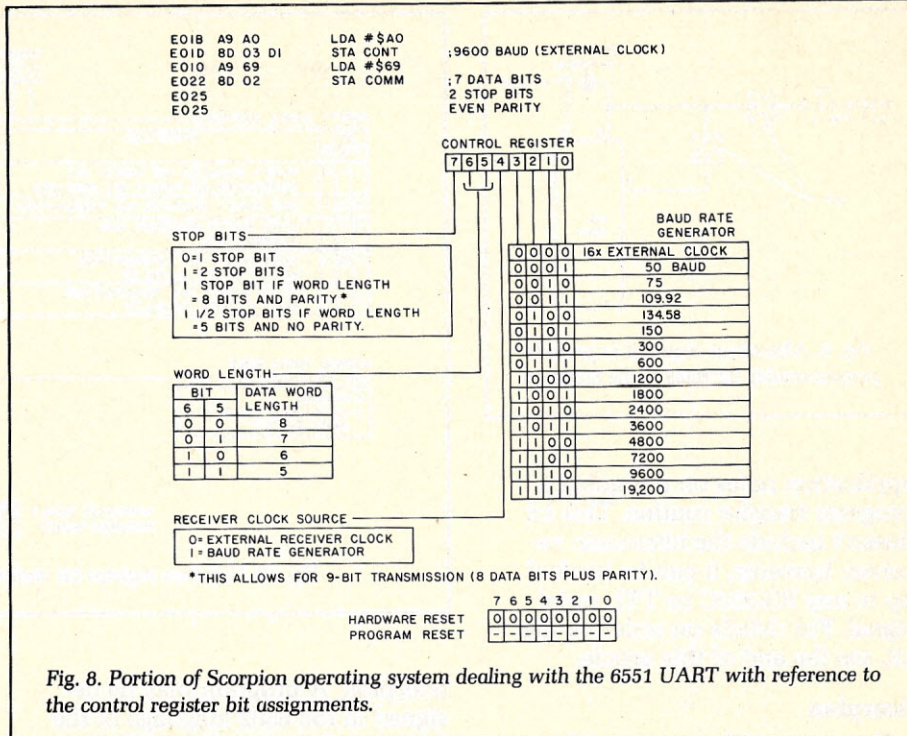 E01B A9 A0 LDA #$A0
E01D 8D 03 D1 STA CONT ;9600 BAUD (EXTERNAL CLOCK)
E010 A9 69 LDA #$69
E022 8D 02 STA COMM ;7 DATA BITS
E025 2 STOP BITS
E025 EVEN PARITY
CONTROL REGISTER
7 6 5 4 3 2 1 0
STOP BITS
0=1 STOP BIT
1=2 STOP BITS
1 STOP BIT IF WORD LENGTH
=8 BITS AND PARITY*
1 1/2 STOP BITS IF WORD LENGTH
=5 BITS AND NO PARITY.
WORD LENGTH
BIT DATA WORD
6 5 LENGTH
0 0 8
0 1 7
1 0 6
1 1 5
RECEIVER CLOCK SOURCE
0= EXTERNAL RECEIVER CLOCK
1= BAUD RATE GENERATOR
BAUD RATE
GENERATOR
0 0 0 0 16x EXTERNAL CLOCK
0 0 0 1 50 BAUD
0 0 1 0 75
0 0 1 1 109.92
0 1 0 0 134.58
0 1 0 1 150
0 1 1 0 300
0 1 1 1 600
1 0 0 0 1200
1 0 0 1 1800
1 0 1 0 2400
1 0 1 1 3600
1 1 0 0 4800
1 1 0 1 7200
1 1 1 0 9600
1 1 1 1 19,200
*THIS ALLOWS FOR 9-BIT TRANSMISSION (8 DATA BITS PLUS PARITY).
7 6 5 4 3 2 1 0
HARDWARE RESET 0 0 0 0 0 0 0 0
PROGRAM RESET - - - - - - - -
Fig. 8. Portion of Scorpion operating system dealing with the 6551 UART with reference to
the control register bit assignments.